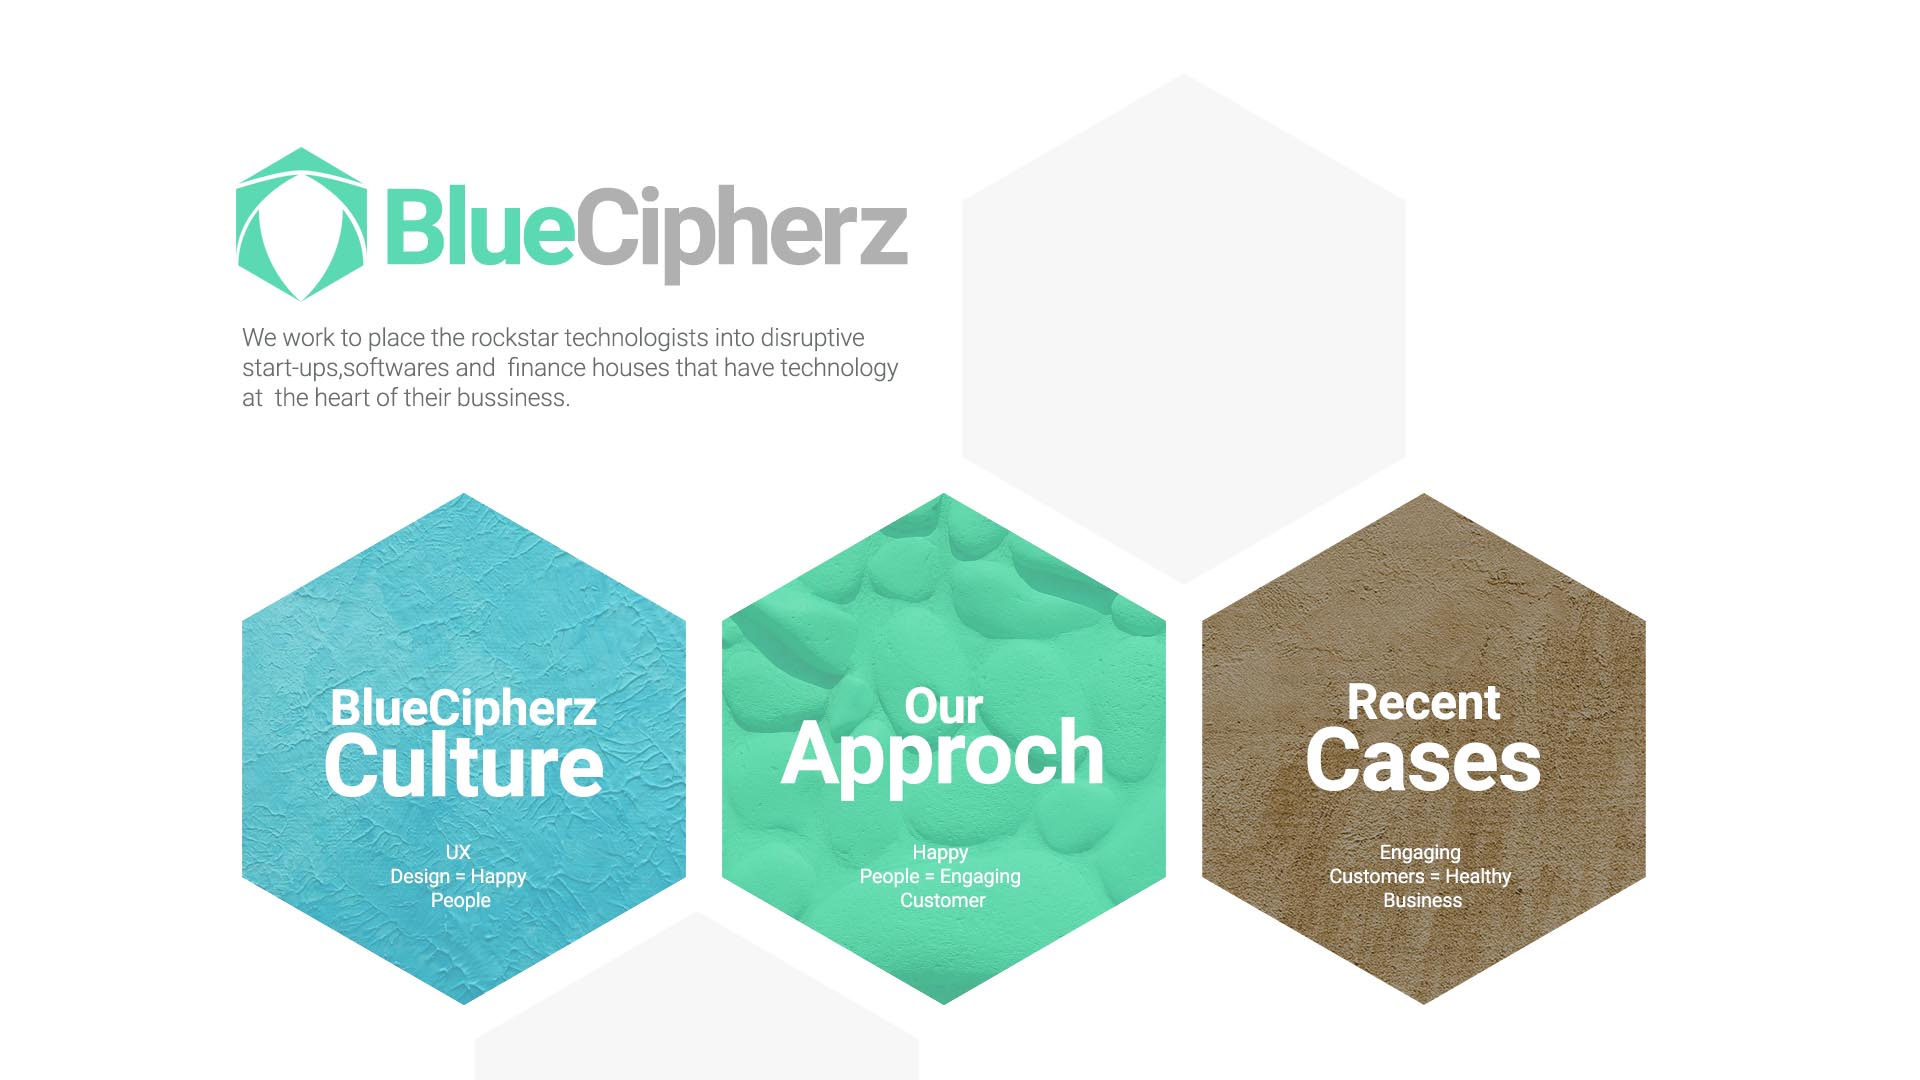 BlueCipherz
We work to place the rockstar technologists into disruptive
start-ups,softwares and  finance houses that have technology
at  the heart of their bussiness.
BlueCipherz
Culture
UX
Design = Happy
People
Our
Approch
Happy
People = Engaging
Customer
Recent
Cases
Engaging
Customers = Healthy
Business